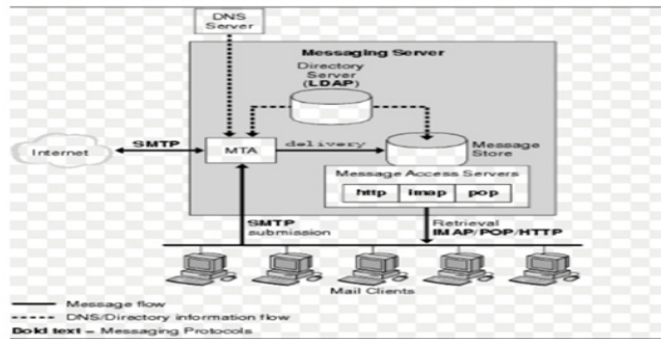 DNS
Server
Messaging Server
Directory
Server
(LDAP)
Internet
SMTP
MTA
delivery
Message
Store
Message Access Servers
http imap pop
SMTP
submission
Retrieval
IMAP/POP/HTTP
Mail Clients
Message flow
DNS/Directory information flow
Bold text = Messaging Protocols